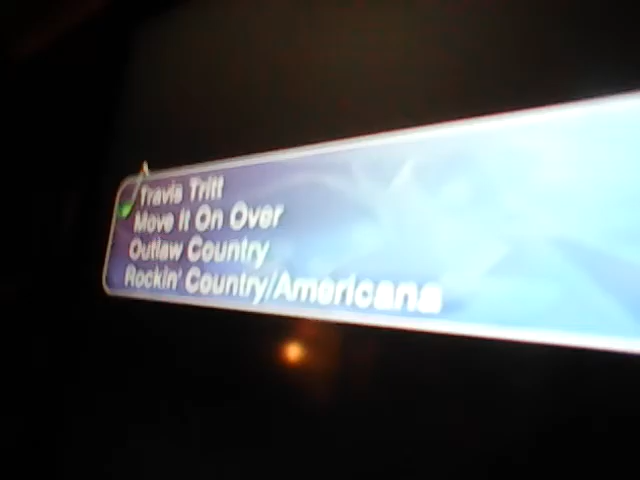 Travis Tritt
Move It On Over
Outlaw Country
Rockin' Country/Americana